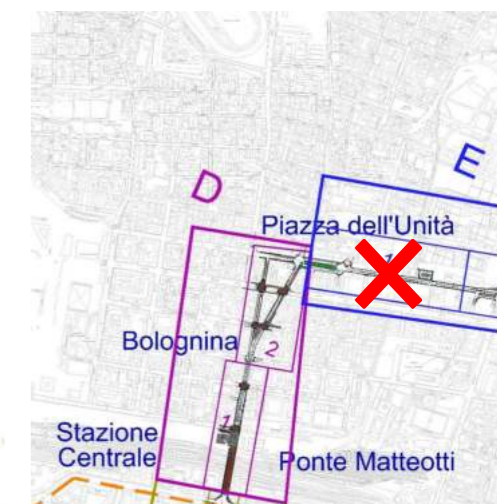 E
D
Piazza dell'Unità
1
Bolognina
2
1
Stazione
Centrale
Ponte Matteotti